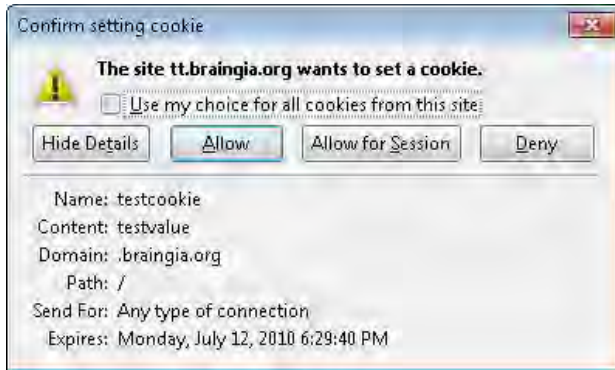 Confirm setting cookie
The site tt.braingia.org wants to set a cookie.
Use my choice for all cookies from this site
Hide Details Allow Allow for Session Deny
Name: testcookie
Content: testvalue
Domain: .braingia.org
Path: /
Send For: Any type of connection
Expires: Monday, July 12, 2010 6:29:40 PM